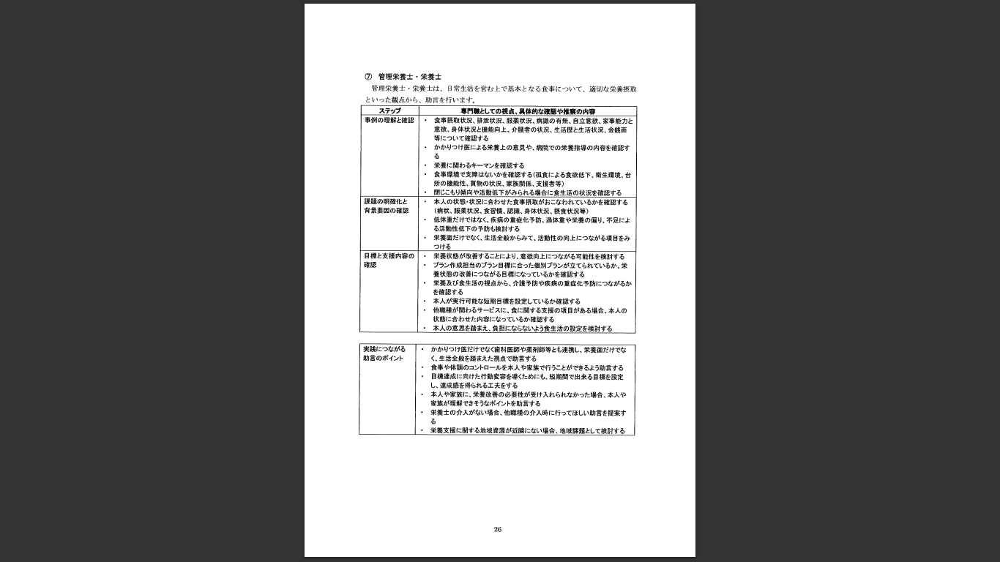 ⑦ 管理栄養士・栄養士
管理栄養士・栄養士は、日常生活を営む上で基本となる食事について、適切な栄養摂取
といった観点から、助言を行います。
ステップ 専門職としての視点、具体的な確認や推察の内容
事例の理解と確認 ・ 食事摂取状況、排泄状況、服薬状況、病識の有無、自立意欲、家事能力と
意欲、身体状況と機能向上、介護者の状況、生活歴と生活状況、金銭面
等について確認する
・ かかりつけ医による栄養上の意見や、病院での栄養指導の内容を確認す
る
・ 栄養に関わるキーマンを確認する
・ 食事環境で支障はないかを確認する(孤食による食欲低下、衛生環境、台
所の機能性、買物の状況、家族関係、支援者等)
・ 閉じこもり傾向や活動低下がみられる場合に食生活の状況を確認する
課題の明確化と ・ 本人の状態・状況に合わせた食事摂取がおこなわれているかを確認する
背景要因の確認 (病状、服薬状況、食習慣、認識、身体状況、摂食状況等)
・ 低体重だけではなく、疾病の重症化予防、過体重や栄養の偏り、不足によ
る活動性低下の予防も検討する
・ 栄養面だけでなく、生活全般からみて、活動性の向上につながる項目をみ
つける
目標と支援内容の ・ 栄養状態が改善することにより、意欲向上につながる可能性を検討する
確認 ・ プラン作成担当のプラン目標に合った個別プランが立てられているか、栄
養状態の改善につながる目標になっているかを確認する
・ 栄養及び食生活の視点から、介護予防や疾病の重症化予防につながるか
を確認する
・ 本人が実行可能な短期目標を設定しているか確認する
・ 他職種が関わるサービスに、食に関する支援の項目がある場合、本人の
状態に合わせた内容になっているか確認する
・ 本人の意思を踏まえ、負担にならないよう食生活の設定を検討する
実践につながる ・ かかりつけ医だけでなく歯科医師や薬剤師等とも連携し、栄養面だけでな
助言のポイント く、生活全般を踏まえた視点で助言する
・ 食事や体調のコントロールを本人や家族で行うことができるよう助言する
・ 目標達成に向けた行動変容を導くためにも、短期間で出来る目標を設定
し、達成感を得られる工夫をする
・ 本人や家族に、栄養改善の必要性が受け入れられなかった場合、本人や
家族が理解できそうなポイントを助言する
・ 栄養士の介入がない場合、他職種の介入時に行ってほしい助言を提案す
る
・ 栄養支援に関する地域資源が近隣にない場合、地域課題として検討する
26